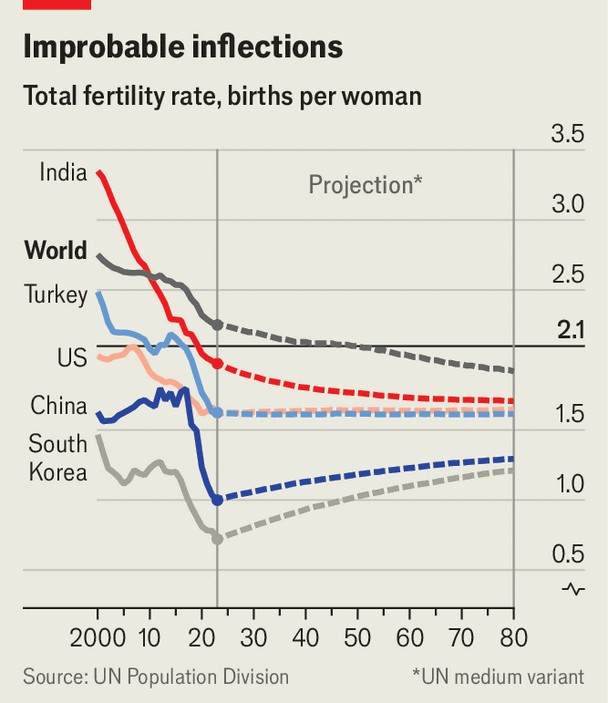 Improbable inflections
Total fertility rate, births per woman
3.5
Projection*
India
3.0
World
2.5
Turkey
2.1
US
China
1.5
South
Korea
1.0
0.5
2000 10 20 30 40 50 60 70 80
Source: UN Population Division
*UN medium variant